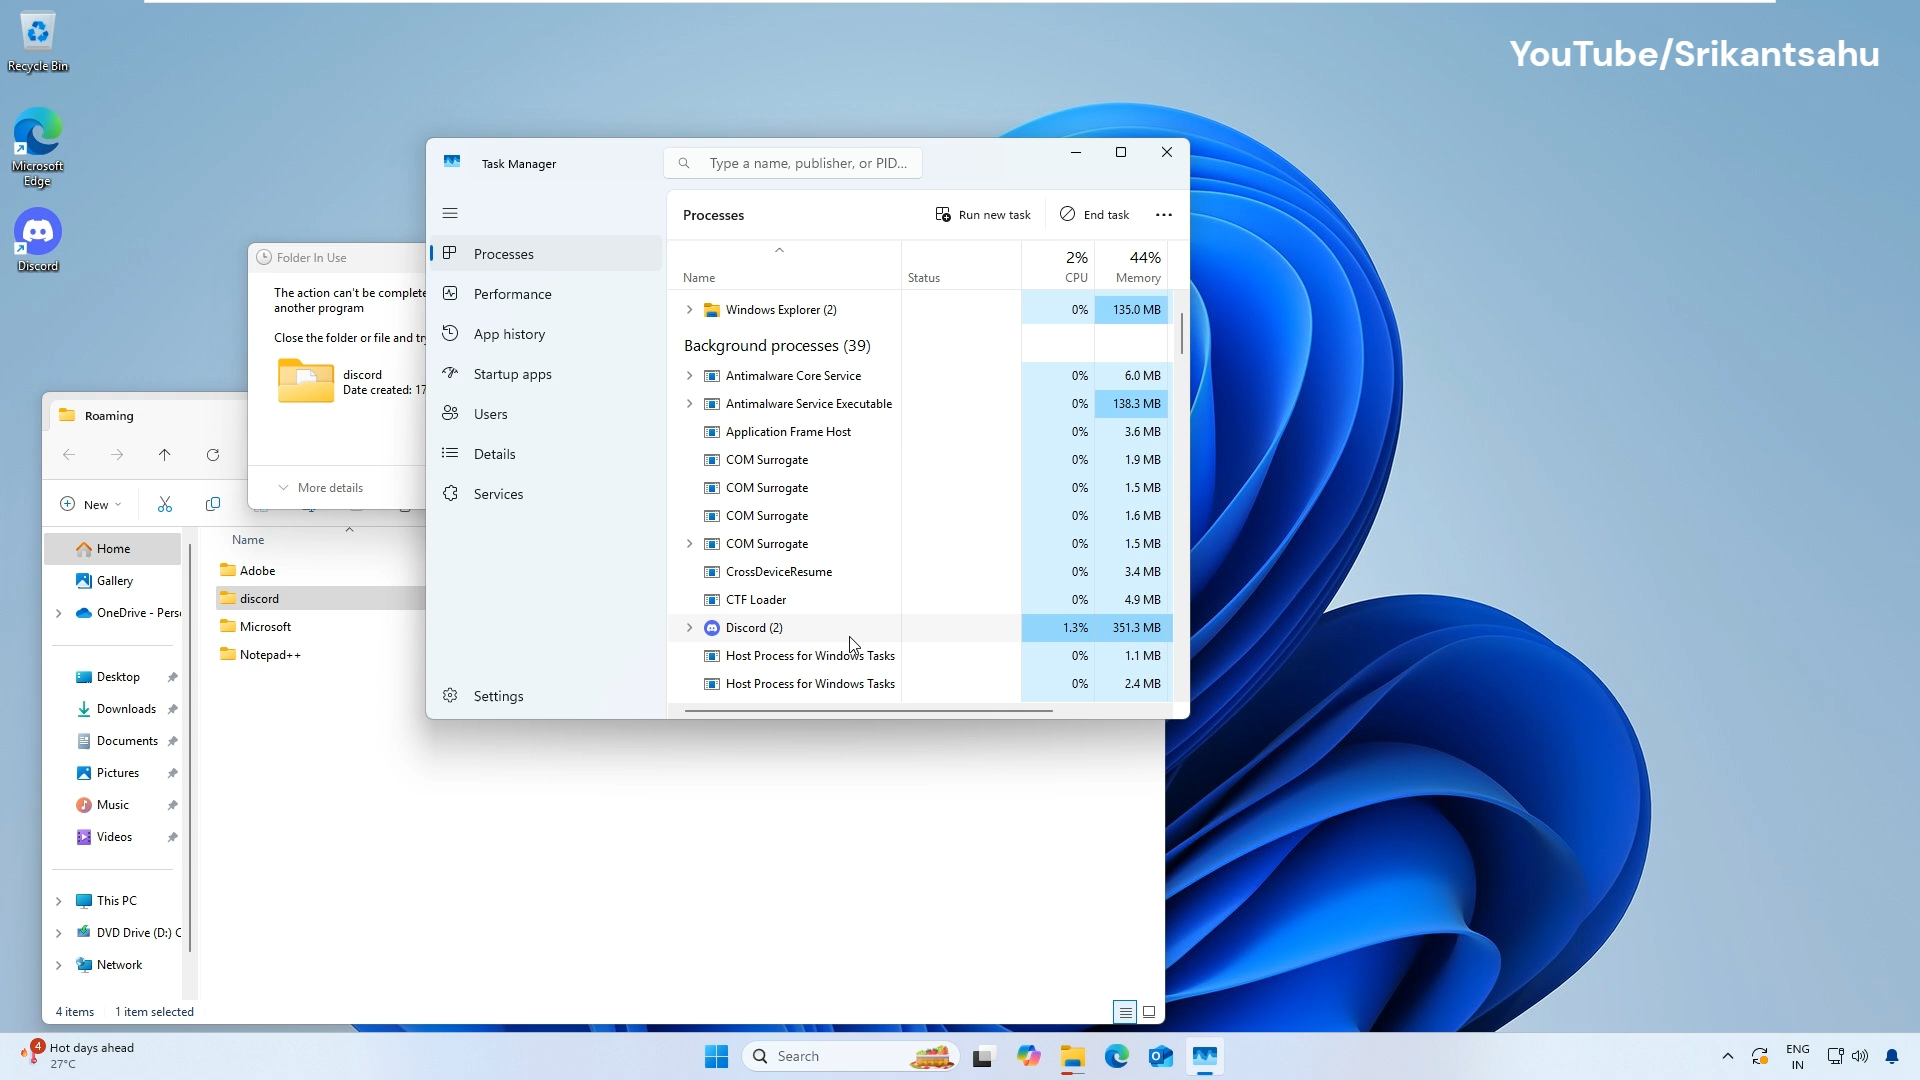 YouTube/Srikantsahu
Recycle Bin
Microsoft
Edge
Discord
Task Manager
Type a name, publisher, or PID...
Processes
Performance
App history
Startup apps
Users
Details
Services
Settings
Processes
Run new task
End task
Name
Status
2%
CPU
44%
Memory
Windows Explorer (2) 0% 135.0 MB
Background processes (39)
Antimalware Core Service 0% 6.0 MB
Antimalware Service Executable 0% 138.3 MB
Application Frame Host 0% 3.6 MB
COM Surrogate 0% 1.9 MB
COM Surrogate 0% 1.5 MB
COM Surrogate 0% 1.6 MB
COM Surrogate 0% 1.5 MB
CrossDeviceResume 0% 3.4 MB
CTF Loader 0% 4.9 MB
Discord (2) 1.3% 351.3 MB
Host Process for Windows Tasks 0% 1.1 MB
Host Process for Windows Tasks 0% 2.4 MB
Folder In Use
The action can't be complete
another program
Close the folder or file and try
discord
Date created: 17
More details
Roaming
New
Home
Gallery
OneDrive - Pers
Desktop
Downloads
Documents
Pictures
Music
Videos
This PC
DVD Drive (D:) C
Network
Name
Adobe
discord
Microsoft
Notepad++
4 items 1 item selected
4
Hot days ahead
27°C
Search
ENG
IN